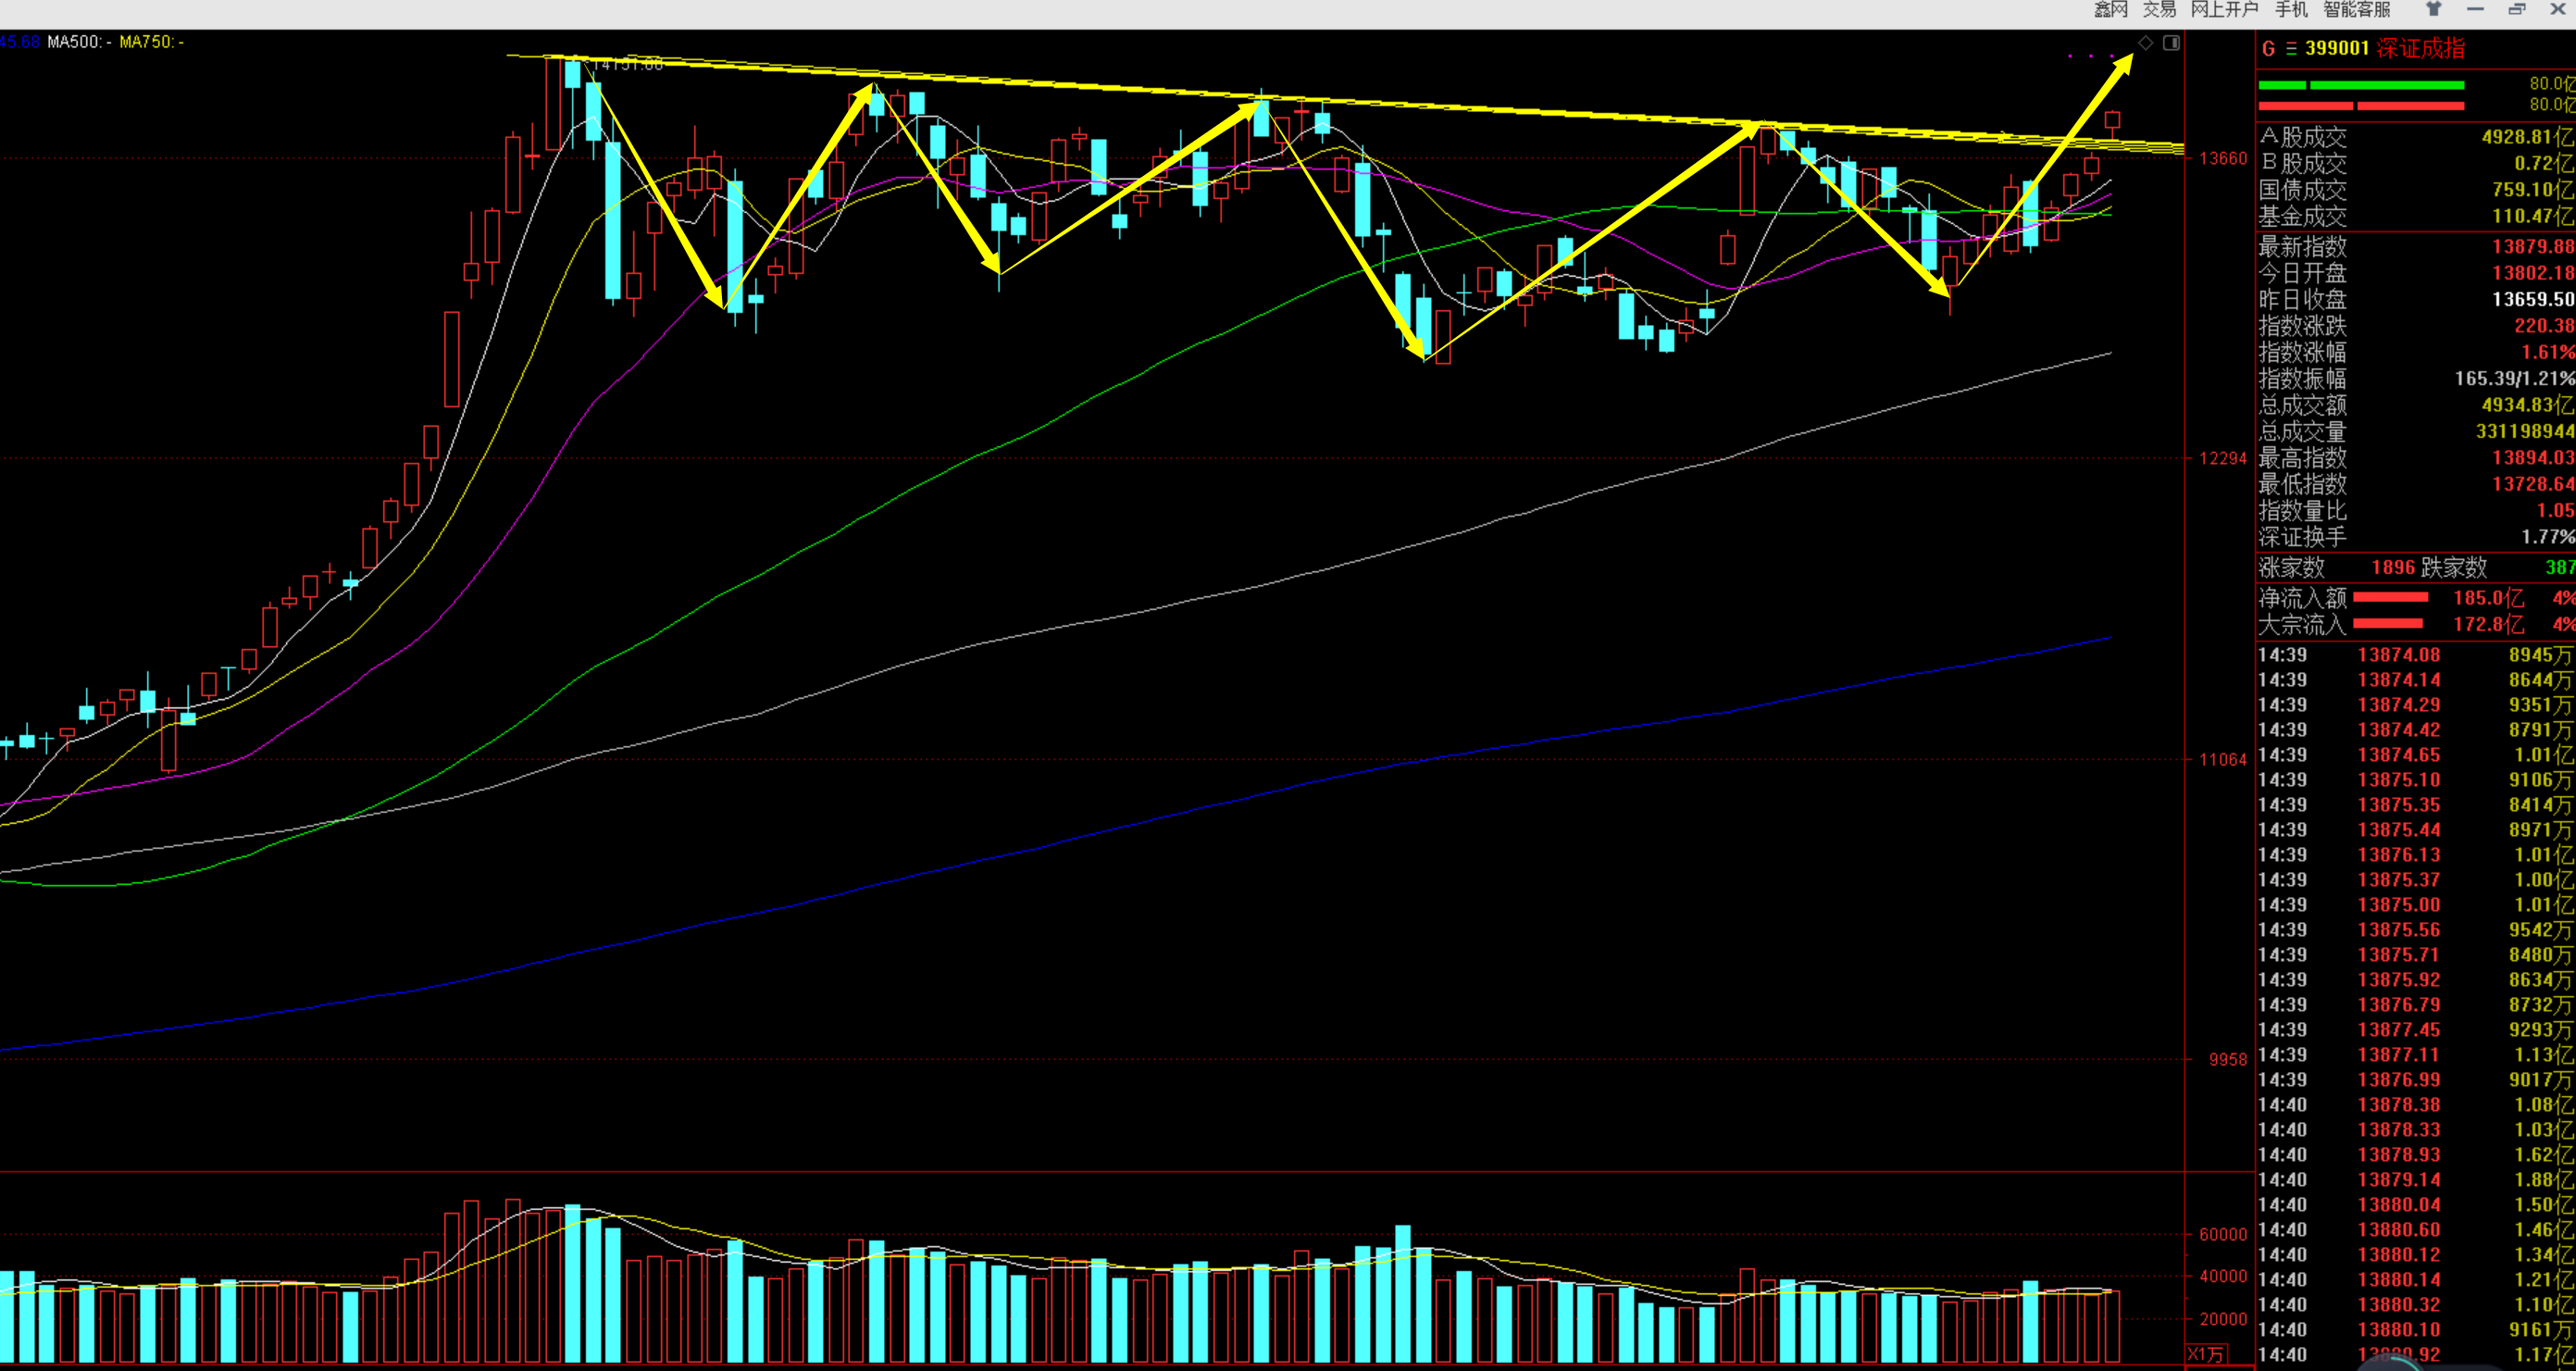 鑫网 交易 网上开户 手机 智能客服
45.68 MA500: - MA750: -
14151.66
13660
12294
11064
9958
60000
40000
20000
X1万
G 399001 深证成指
80.0亿
80.0亿
A股成交 4928.81亿
B股成交 0.72亿
国债成交 759.10亿
基金成交 110.47亿
最新指数 13879.88
今日开盘 13802.18
昨日收盘 13659.50
指数涨跌 220.38
指数涨幅 1.61%
指数振幅 165.39/1.21%
总成交额 4934.83亿
总成交量 331198944
最高指数 13894.03
最低指数 13728.64
指数量比 1.05
深证换手 1.77%
涨家数 1896 跌家数 387
净流入额 185.0亿 4%
大宗流入 172.8亿 4%
14:39 13874.08 8945万
14:39 13874.14 8644万
14:39 13874.29 9351万
14:39 13874.42 8791万
14:39 13874.65 1.01亿
14:39 13875.10 9106万
14:39 13875.35 8414万
14:39 13875.44 8971万
14:39 13876.13 1.01亿
14:39 13875.37 1.00亿
14:39 13875.00 1.01亿
14:39 13875.56 9542万
14:39 13875.71 8480万
14:39 13875.92 8634万
14:39 13876.79 8732万
14:39 13877.45 9293万
14:39 13877.11 1.13亿
14:39 13876.99 9017万
14:40 13878.38 1.08亿
14:40 13878.33 1.03亿
14:40 13878.93 1.62亿
14:40 13879.14 1.88亿
14:40 13880.04 1.50亿
14:40 13880.60 1.46亿
14:40 13880.12 1.34亿
14:40 13880.14 1.21亿
14:40 13880.32 1.10亿
14:40 13880.10 9161万
14:40 13880.92 1.17亿